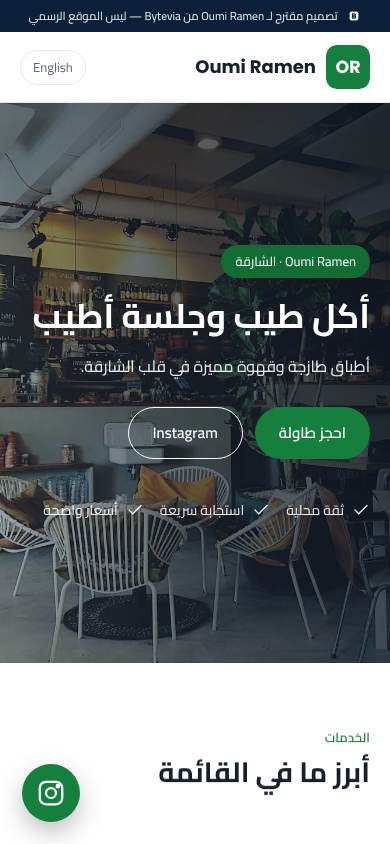 تصميم مقترح لـ Oumi Ramen من Bytevia — ليس الموقع الرسمي
OR Oumi Ramen English
Oumi Ramen · الشارقة
أكل طيب وجلسة أطيب
أطباق طازجة وقهوة مميزة في قلب الشارقة.
احجز طاولة Instagram
ثقة محلية استجابة سريعة أسعار واضحة
الخدمات
أبرز ما في القائمة